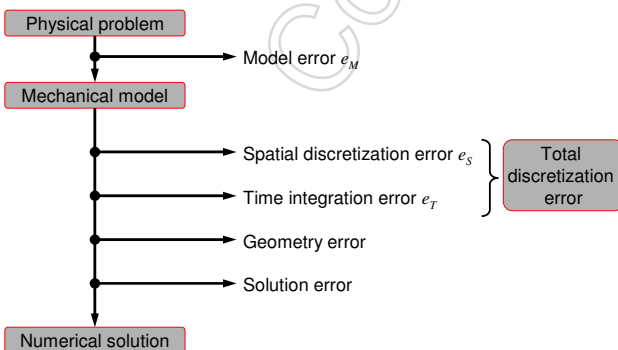 Physical problem
Model error e_M
Mechanical model
Spatial discretization error e_S
Time integration error e_T
Total
discretization
error
Geometry error
Solution error
Numerical solution